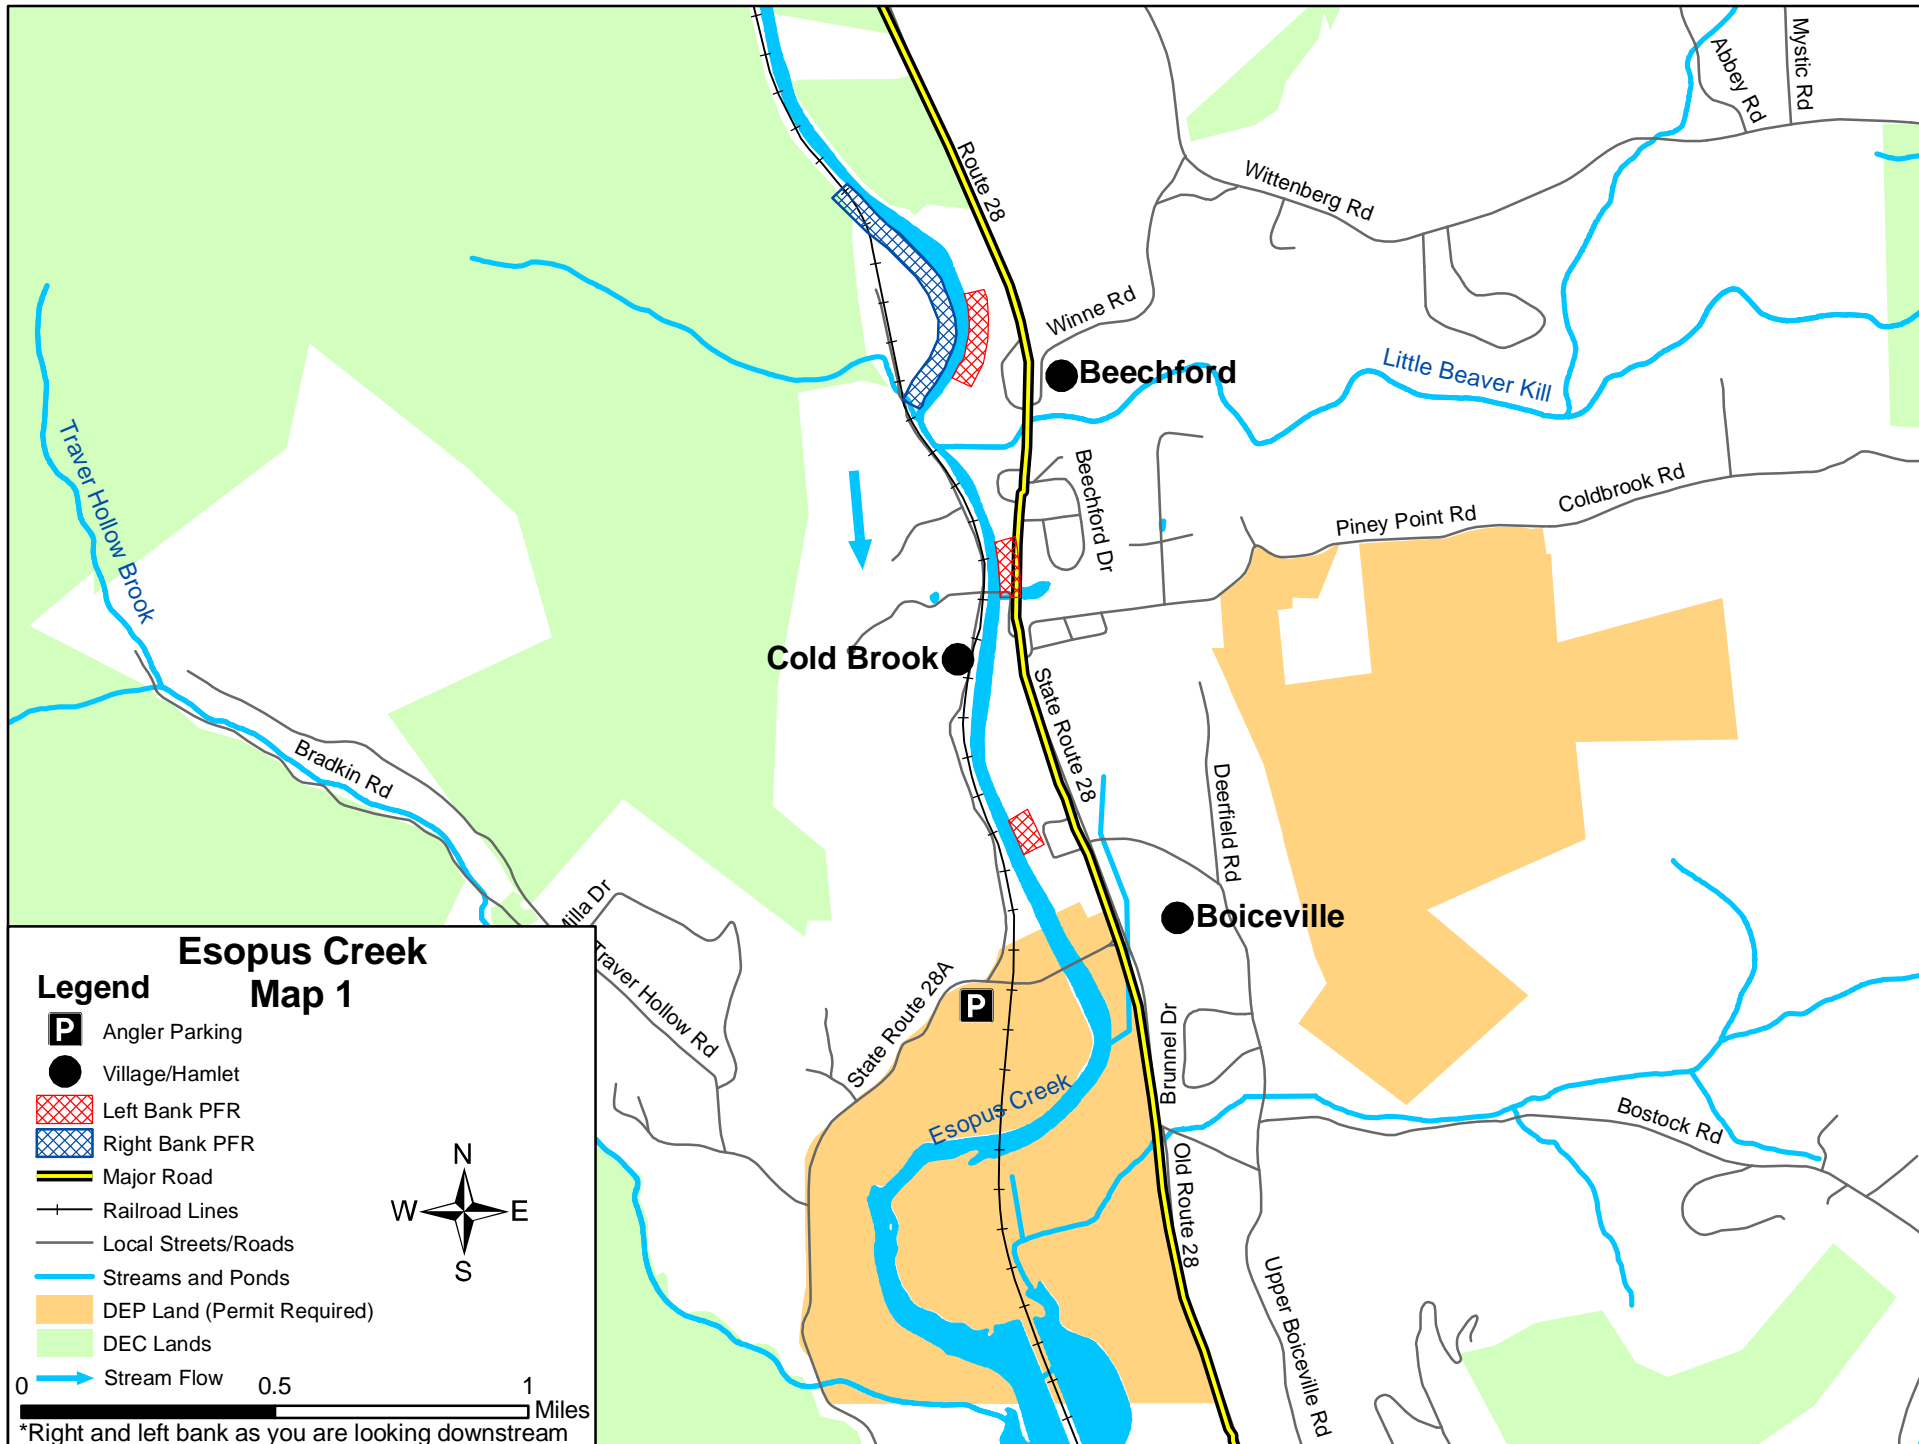 Abbey Rd
Mystic Rd
Route 28
Wittenberg Rd
Winne Rd
Beechford
Little Beaver Kill
Traver Hollow Brook
Beechford Dr
Piney Point Rd
Coldbrook Rd
Cold Brook
State Route 28
Bradkin Rd
Deerfield Rd
Milla Dr
Boiceville
Traver Hollow Rd
State Route 28A
P
Brunnel Dr
Esopus Creek
Bostock Rd
Old Route 28
Upper Boiceville Rd
Esopus Creek
Map 1
Legend
P Angler Parking
Village/Hamlet
Left Bank PFR
Right Bank PFR
Major Road
Railroad Lines
Local Streets/Roads
Streams and Ponds
DEP Land (Permit Required)
DEC Lands
Stream Flow
N
W E
S
0 0.5 1
Miles
*Right and left bank as you are looking downstream